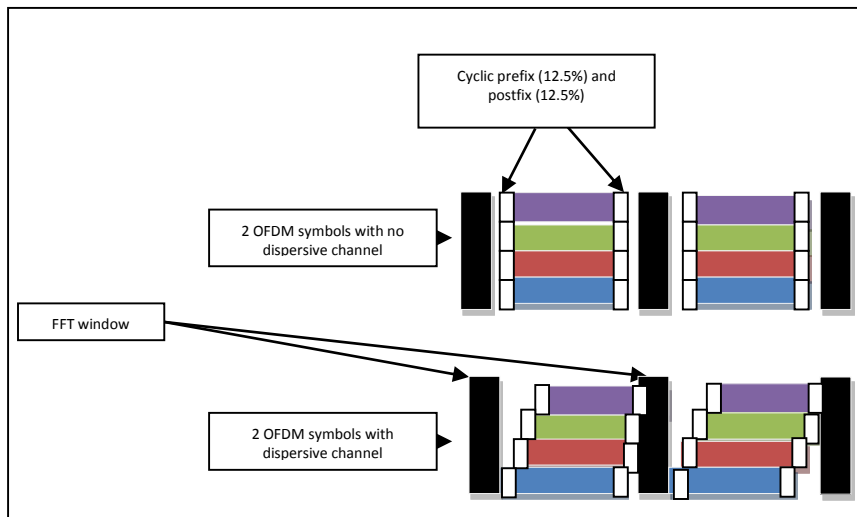 Cyclic prefix (12.5%) and
postfix (12.5%)
2 OFDM symbols with no
dispersive channel
FFT window
2 OFDM symbols with
dispersive channel